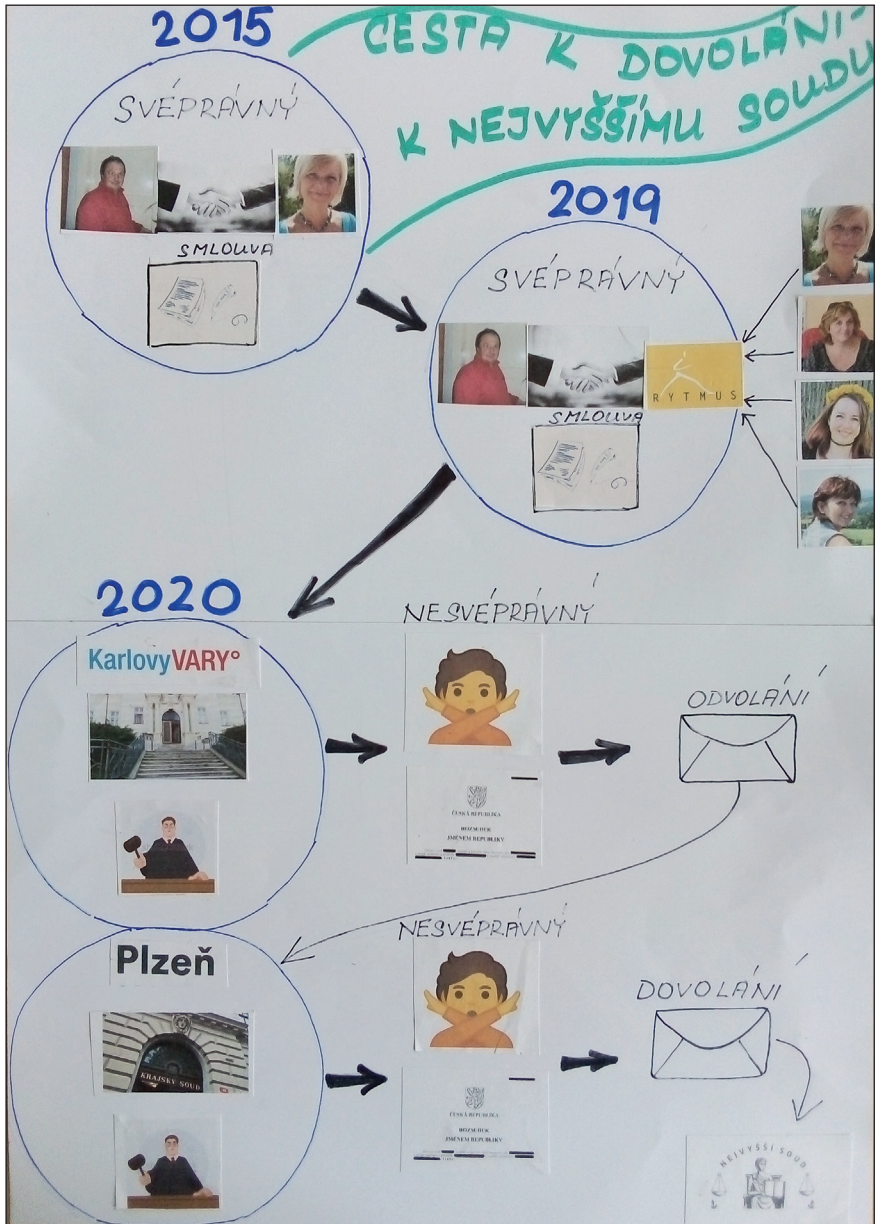 2015
CESTA K DOVOLÁNÍ-
K NEJVYŠŠÍMU SOUDU
SVÉPRÁVNÝ
SMLOUVA
2019
SVÉPRÁVNÝ
RYTMUS
SMLOUVA
2020
KarlovyVARY°
NESVÉPRÁVNÝ
ČESKÁ REPUBLIKA
ROZSUDEK
JMÉNEM REPUBLIKY
ODVOLÁNÍ
Plzeň
KRAJSKÝ SOUD
NESVÉPRÁVNÝ
ČESKÁ REPUBLIKA
ROZSUDEK
JMÉNEM REPUBLIKY
DOVOLÁNÍ
NEJVYŠŠÍ SOUD